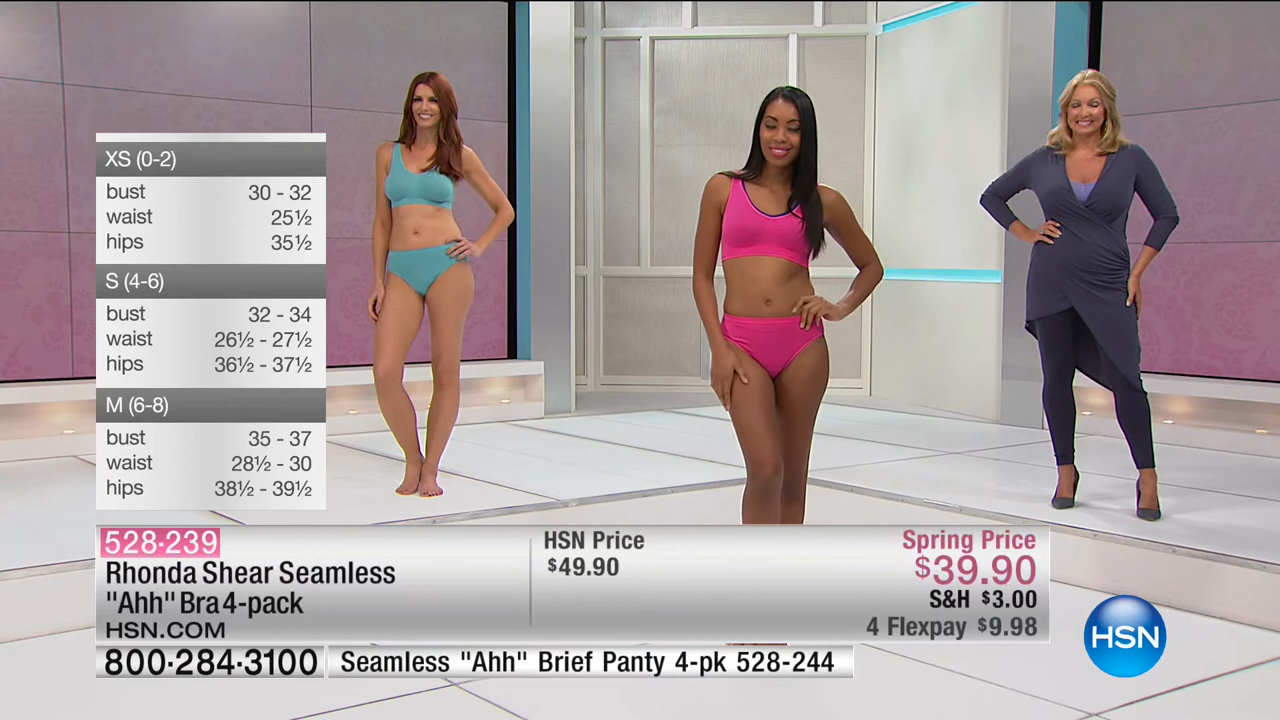 XS (0-2)
bust 30 - 32
waist 25½
hips 35½
S (4-6)
bust 32 - 34
waist 26½ - 27½
hips 36½ - 37½
M (6-8)
bust 35 - 37
waist 28½ - 30
hips 38½ - 39½
528-239
Rhonda Shear Seamless
"Ahh" Bra 4-pack
HSN.COM
HSN Price
$49.90
Spring Price
$39.90
S&H $3.00
4 Flexpay $9.98
HSN
800·284·3100
Seamless "Ahh" Brief Panty 4-pk 528-244